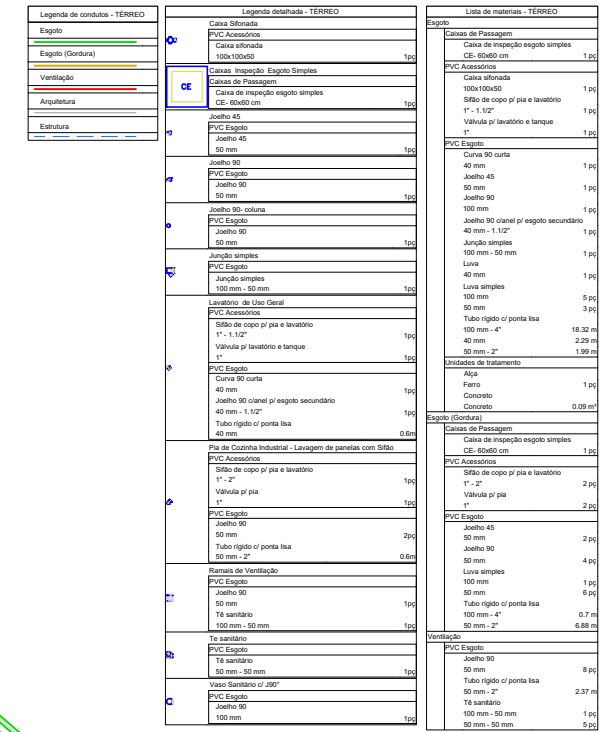 Legenda de condutos - TÉRREO
Esgoto
Esgoto (Gordura)
Ventilação
Arquitetura
Estrutura
Legenda detalhada - TÉRREO
Caixa Sifonada
PVC Acessórios
Caixa sifonada
100x100x50 1pç
Caixas Inspeção Esgoto Simples
CE
Caixas de Passagem
Caixa de inspeção esgoto simples
CE- 60x60 cm 1pç
Joelho 45
PVC Esgoto
Joelho 45
50 mm 1pç
Joelho 90
PVC Esgoto
Joelho 90
50 mm 1pç
Joelho 90- coluna
PVC Esgoto
Joelho 90
50 mm 1pç
Junção simples
PVC Esgoto
Junção simples
100 mm - 50 mm 1pç
Lavatório de Uso Geral
PVC Acessórios
Sifão de copo p/ pia e lavatório
1" - 1.1/2" 1pç
Válvula p/ lavatório e tanque
1" 1pç
PVC Esgoto
Curva 90 curta
40 mm 1pç
Joelho 90 c/anel p/ esgoto secundário
40 mm - 1.1/2" 1pç
Tubo rígido c/ ponta lisa
40 mm 0.6m
Pia de Cozinha Industrial - Lavagem de panelas com Sifão
PVC Acessórios
Sifão de copo p/ pia e lavatório
1" - 2" 1pç
Válvula p/ pia
1" 1pç
PVC Esgoto
Joelho 90
50 mm 2pç
Tubo rígido c/ ponta lisa
50 mm - 2" 0.6m
Ramais de Ventilação
PVC Esgoto
Joelho 90
50 mm 1pç
Tê sanitário
100 mm - 50 mm 1pç
Te sanitário
PVC Esgoto
Tê sanitário
50 mm - 50 mm 1pç
Vaso Sanitário c/ J90°
PVC Esgoto
Joelho 90
100 mm 1pç
Lista de materiais - TÉRREO
Esgoto
Caixas de Passagem
Caixa de inspeção esgoto simples
CE- 60x60 cm 1 pç
PVC Acessórios
Caixa sifonada
100x100x50 1 pç
Sifão de copo p/ pia e lavatório
1" - 1.1/2" 1 pç
Válvula p/ lavatório e tanque
1" 1 pç
PVC Esgoto
Curva 90 curta
40 mm 1 pç
Joelho 45
50 mm 1 pç
Joelho 90
100 mm 1 pç
Joelho 90 c/anel p/ esgoto secundário
40 mm - 1.1/2" 1 pç
Junção simples
100 mm - 50 mm 1 pç
Luva
40 mm 1 pç
Luva simples
100 mm 5 pç
50 mm 3 pç
Tubo rígido c/ ponta lisa
100 mm - 4" 18.32 m
40 mm 2.29 m
50 mm - 2" 1.99 m
Unidades de tratamento
Alça
Ferro 1 pç
Concreto
Concreto 0.09 m³
Esgoto (Gordura)
Caixas de Passagem
Caixa de inspeção esgoto simples
CE- 60x60 cm 1 pç
PVC Acessórios
Sifão de copo p/ pia e lavatório
1" - 2" 2 pç
Válvula p/ pia
1" 2 pç
PVC Esgoto
Joelho 45
50 mm 2 pç
Joelho 90
50 mm 4 pç
Luva simples
100 mm 1 pç
50 mm 6 pç
Tubo rígido c/ ponta lisa
100 mm - 4" 0.7 m
50 mm - 2" 6.88 m
Ventilação
PVC Esgoto
Joelho 90
50 mm 8 pç
Tubo rígido c/ ponta lisa
50 mm - 2" 2.37 m
Tê sanitário
100 mm - 50 mm 1 pç
50 mm - 50 mm 5 pç